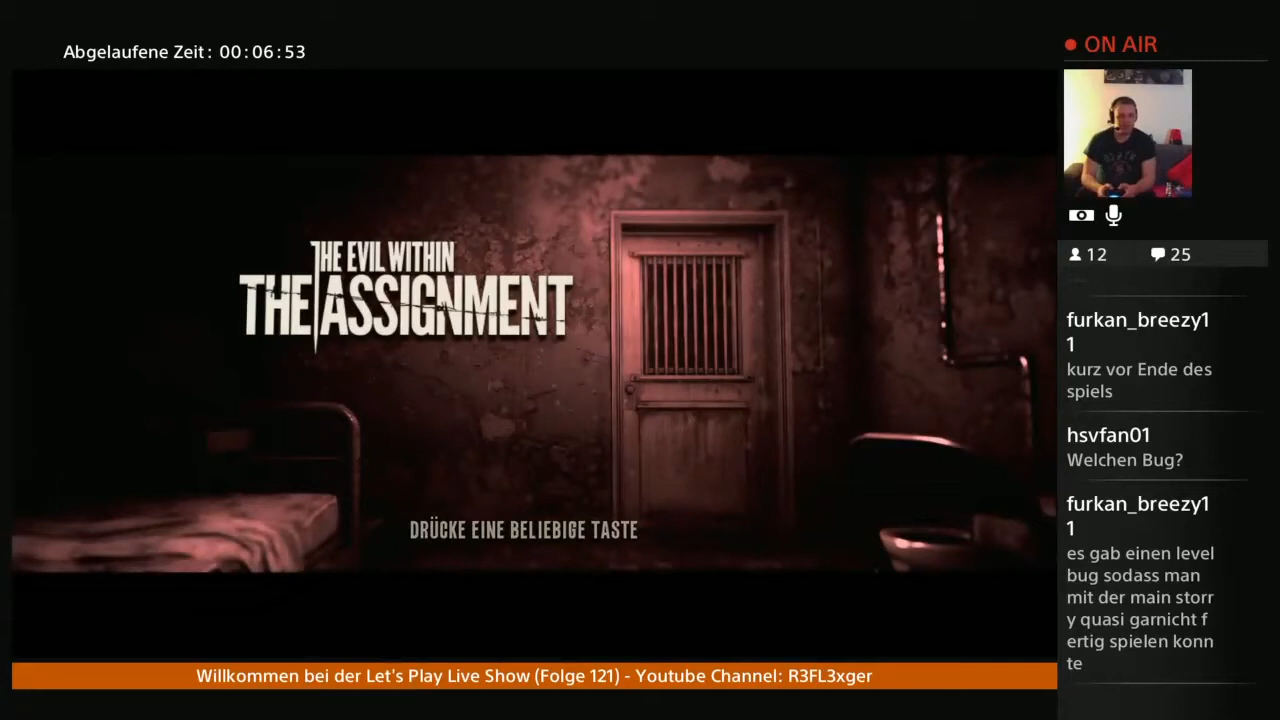 Abgelaufene Zeit: 00:06:53
ON AIR
THE EVIL WITHIN
THE ASSIGNMENT
DRÜCKE EINE BELIEBIGE TASTE
12 25
furkan_breezy1
1
kurz vor Ende des
spiels
hsvfan01
Welchen Bug?
furkan_breezy1
1
es gab einen level
bug sodass man
mit der main storr
y quasi garnicht f
ertig spielen konn
te
Willkommen bei der Let's Play Live Show (Folge 121) - Youtube Channel: R3FL3xger